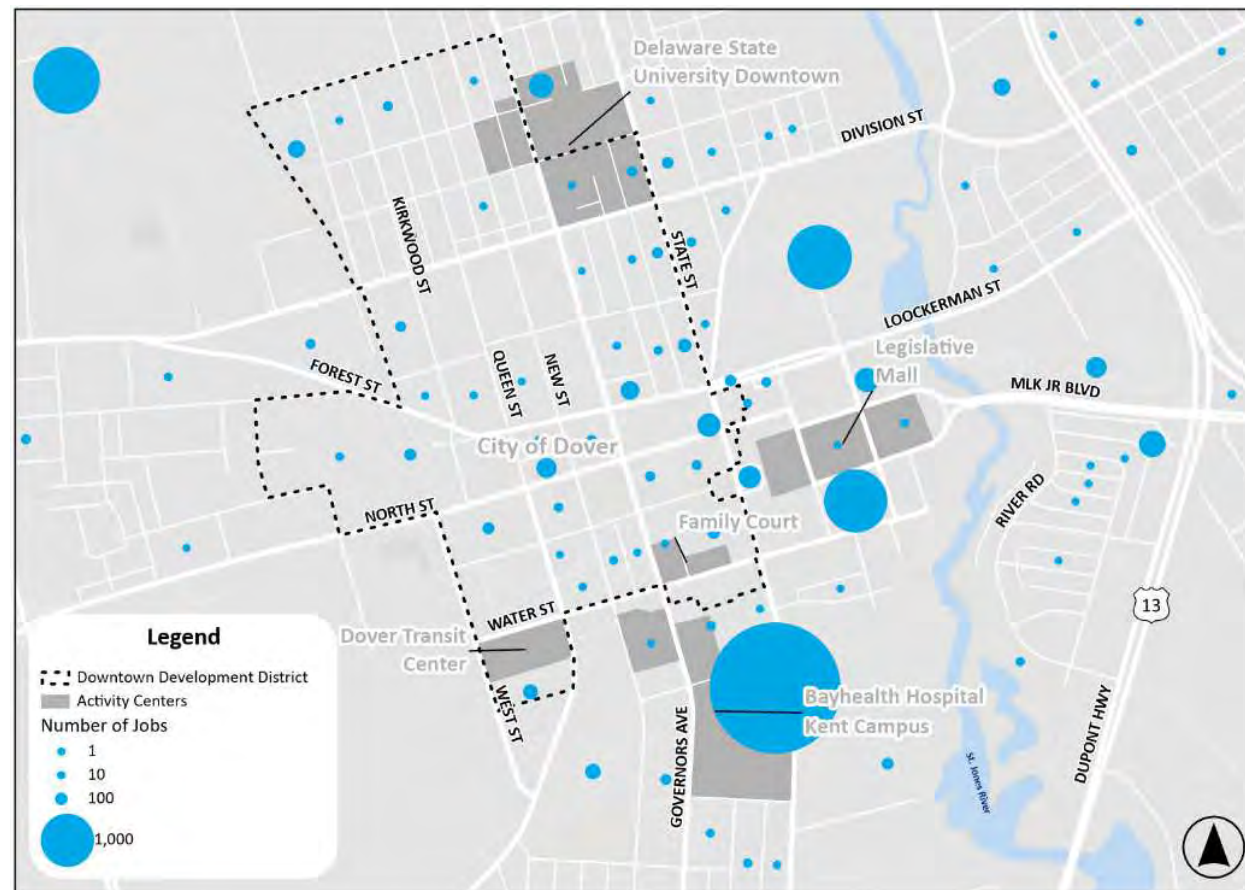 Delaware State
University Downtown
DIVISION ST
KIRKWOOD ST
STATE ST
LOOCKERMAN ST
Legislative
Mall
MLK JR BLVD
FOREST ST
QUEEN ST
NEW ST
City of Dover
NORTH ST
RIVER RD
Family Court
13
WATER ST
Dover Transit
Center
WEST ST
Bayhealth Hospital
Kent Campus
GOVERNORS AVE
DUPONT HWY
St. Jones River
Legend
Downtown Development District
Activity Centers
Number of Jobs
1
10
100
1,000